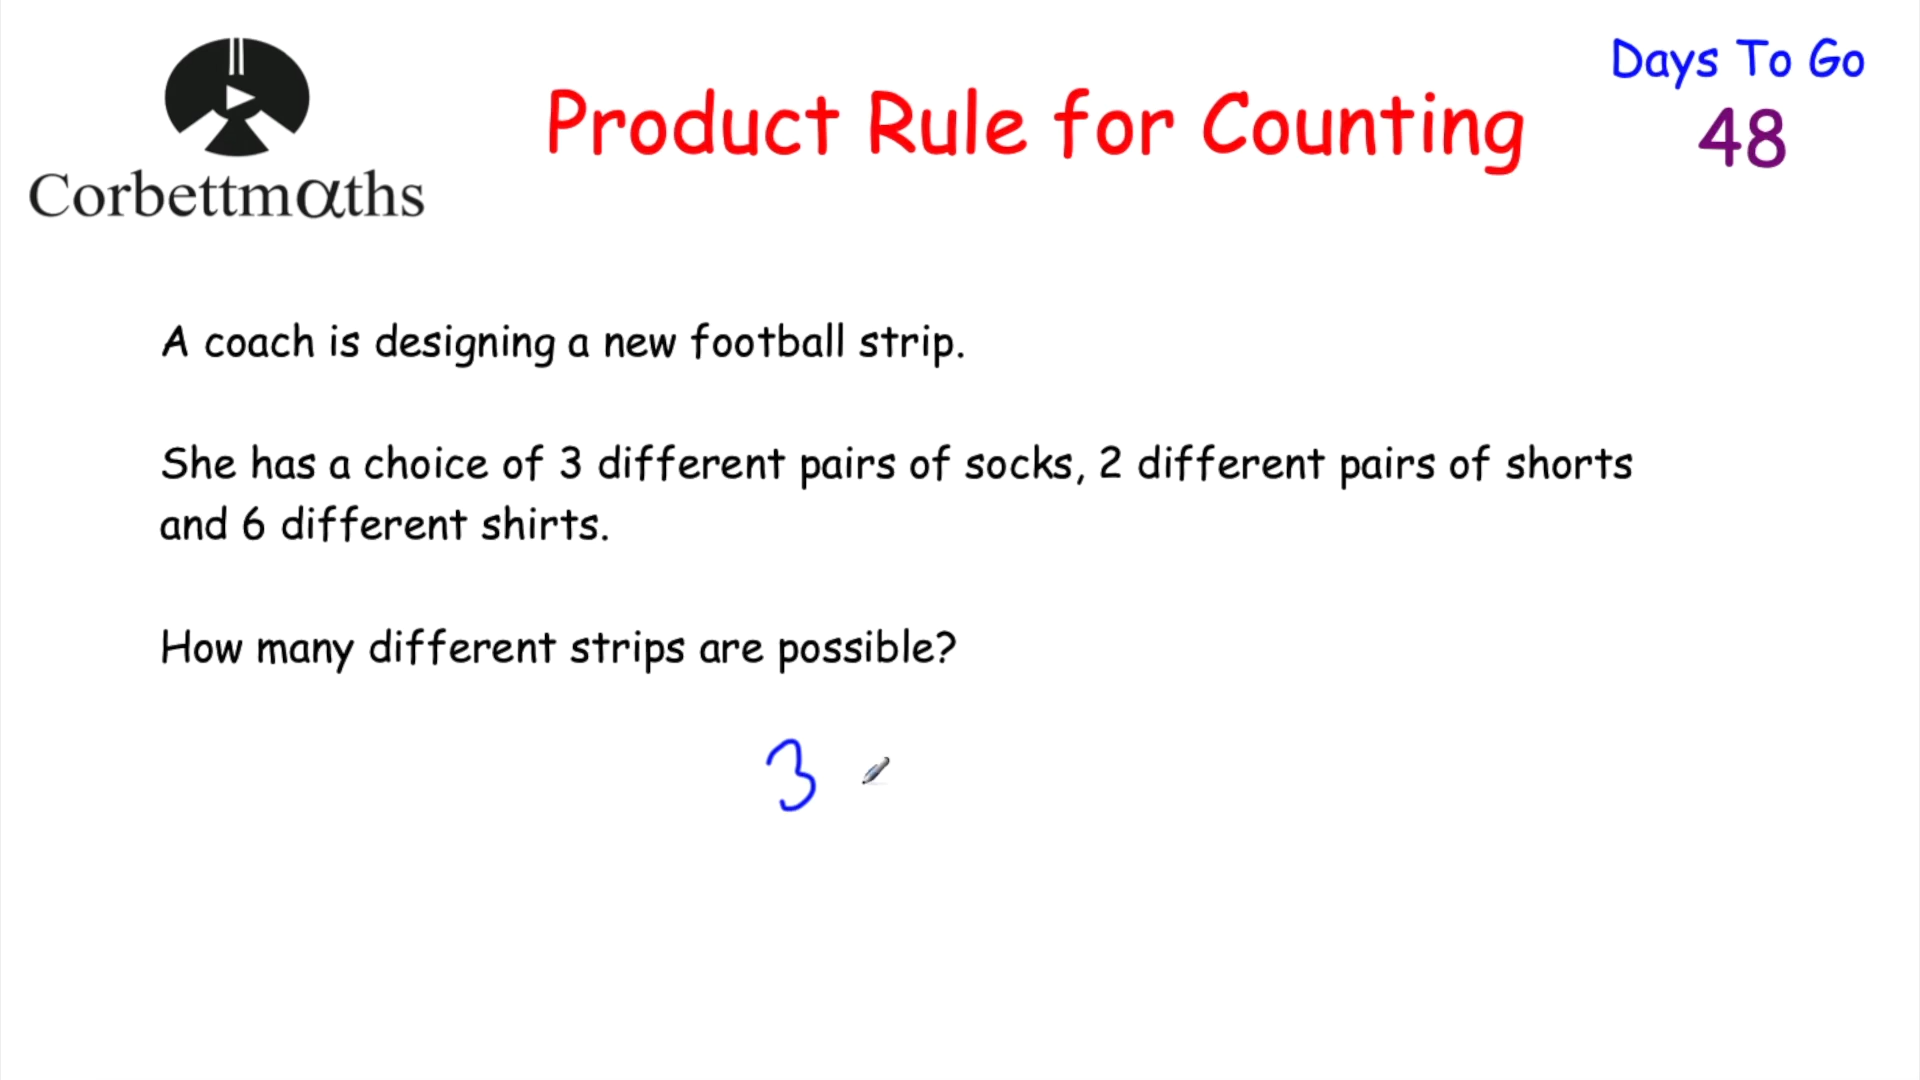 Corbettmαths
Product Rule for Counting
Days To Go
48
A coach is designing a new football strip.
She has a choice of 3 different pairs of socks, 2 different pairs of shorts
and 6 different shirts.
How many different strips are possible?
3